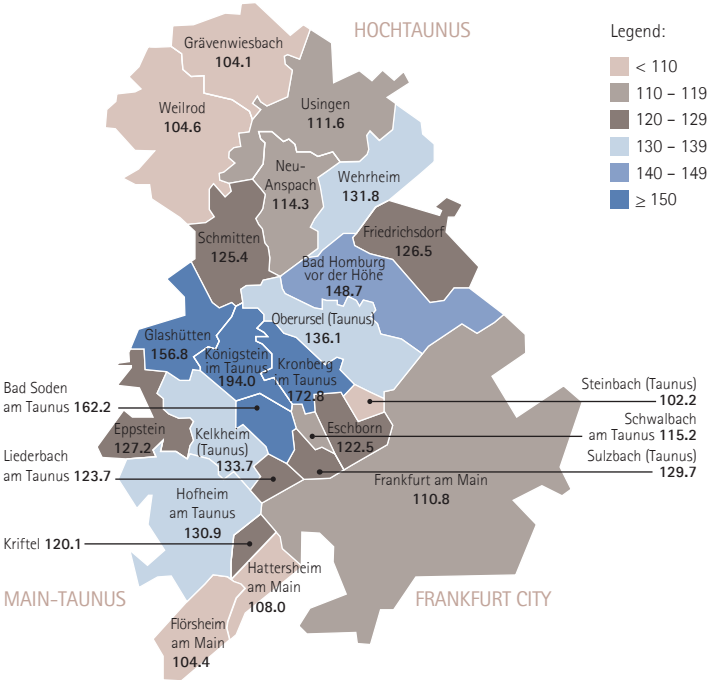 HOCHTAUNUS
Legend:
< 110
110 – 119
120 – 129
130 – 139
140 – 149
≥ 150
Grävenwiesbach
104.1
Weilrod
104.6
Usingen
111.6
Neu-
Anspach
114.3
Wehrheim
131.8
Schmitten
125.4
Friedrichsdorf
126.5
Bad Homburg
vor der Höhe
148.7
Oberursel (Taunus)
136.1
Glashütten
156.8
Königstein
im Taunus
194.0
Kronberg
im Taunus
172.8
Bad Soden
am Taunus 162.2
Steinbach (Taunus)
102.2
Schwalbach
am Taunus 115.2
Eppstein
127.2
Kelkheim
(Taunus)
133.7
Eschborn
122.5
Sulzbach (Taunus)
129.7
Liederbach
am Taunus 123.7
Frankfurt am Main
110.8
Hofheim
am Taunus
130.9
Kriftel 120.1
Hattersheim
am Main
108.0
MAIN-TAUNUS
FRANKFURT CITY
Flörsheim
am Main
104.4